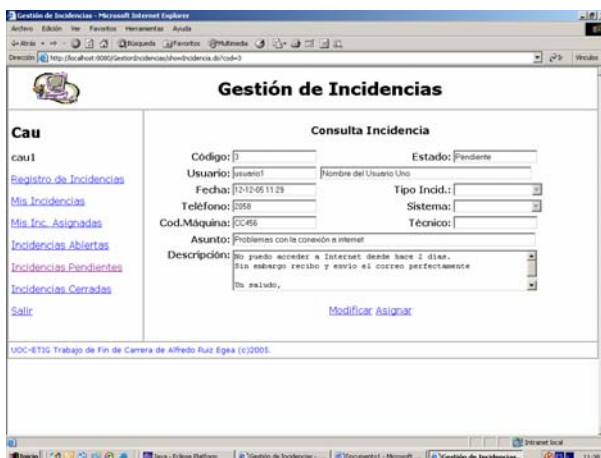 Gestión de Incidencias - Microsoft Internet Explorer
Archivo Edición Ver Favoritos Herramientas Ayuda
Atrás Búsqueda Favoritos Multimedia
Dirección http://localhost:8080/GestionIncidencias/showIncidencia.do?cod=3 Ir Vínculos
Gestión de Incidencias
Cau
cau1
Registro de Incidencias
Mis Incidencias
Mis Inc. Asignadas
Incidencias Abiertas
Incidencias Pendientes
Incidencias Cerradas
Salir
Consulta Incidencia
Código: 3 Estado: Pendiente
Usuario: usuario1 Nombre del Usuario Uno
Fecha: 12-12-05 11:29 Tipo Incid.:
Teléfono: 2058 Sistema:
Cod.Máquina: CC456 Técnico:
Asunto: Problemas con la conexión a internet
Descripción: No puedo acceder a Internet desde hace 2 dias.
Sin embargo recibo y envio el correo perfectamente
Un saludo,
Modificar Asignar
UOC-ETIG Trabajo de Fin de Carrera de Alfredo Ruiz Egea (c)2005.
Intranet local
Inicio Java - Eclipse Platform Gestión de Incidencias - Documento1 - Microsoft Gestión de Incidencias 11:38